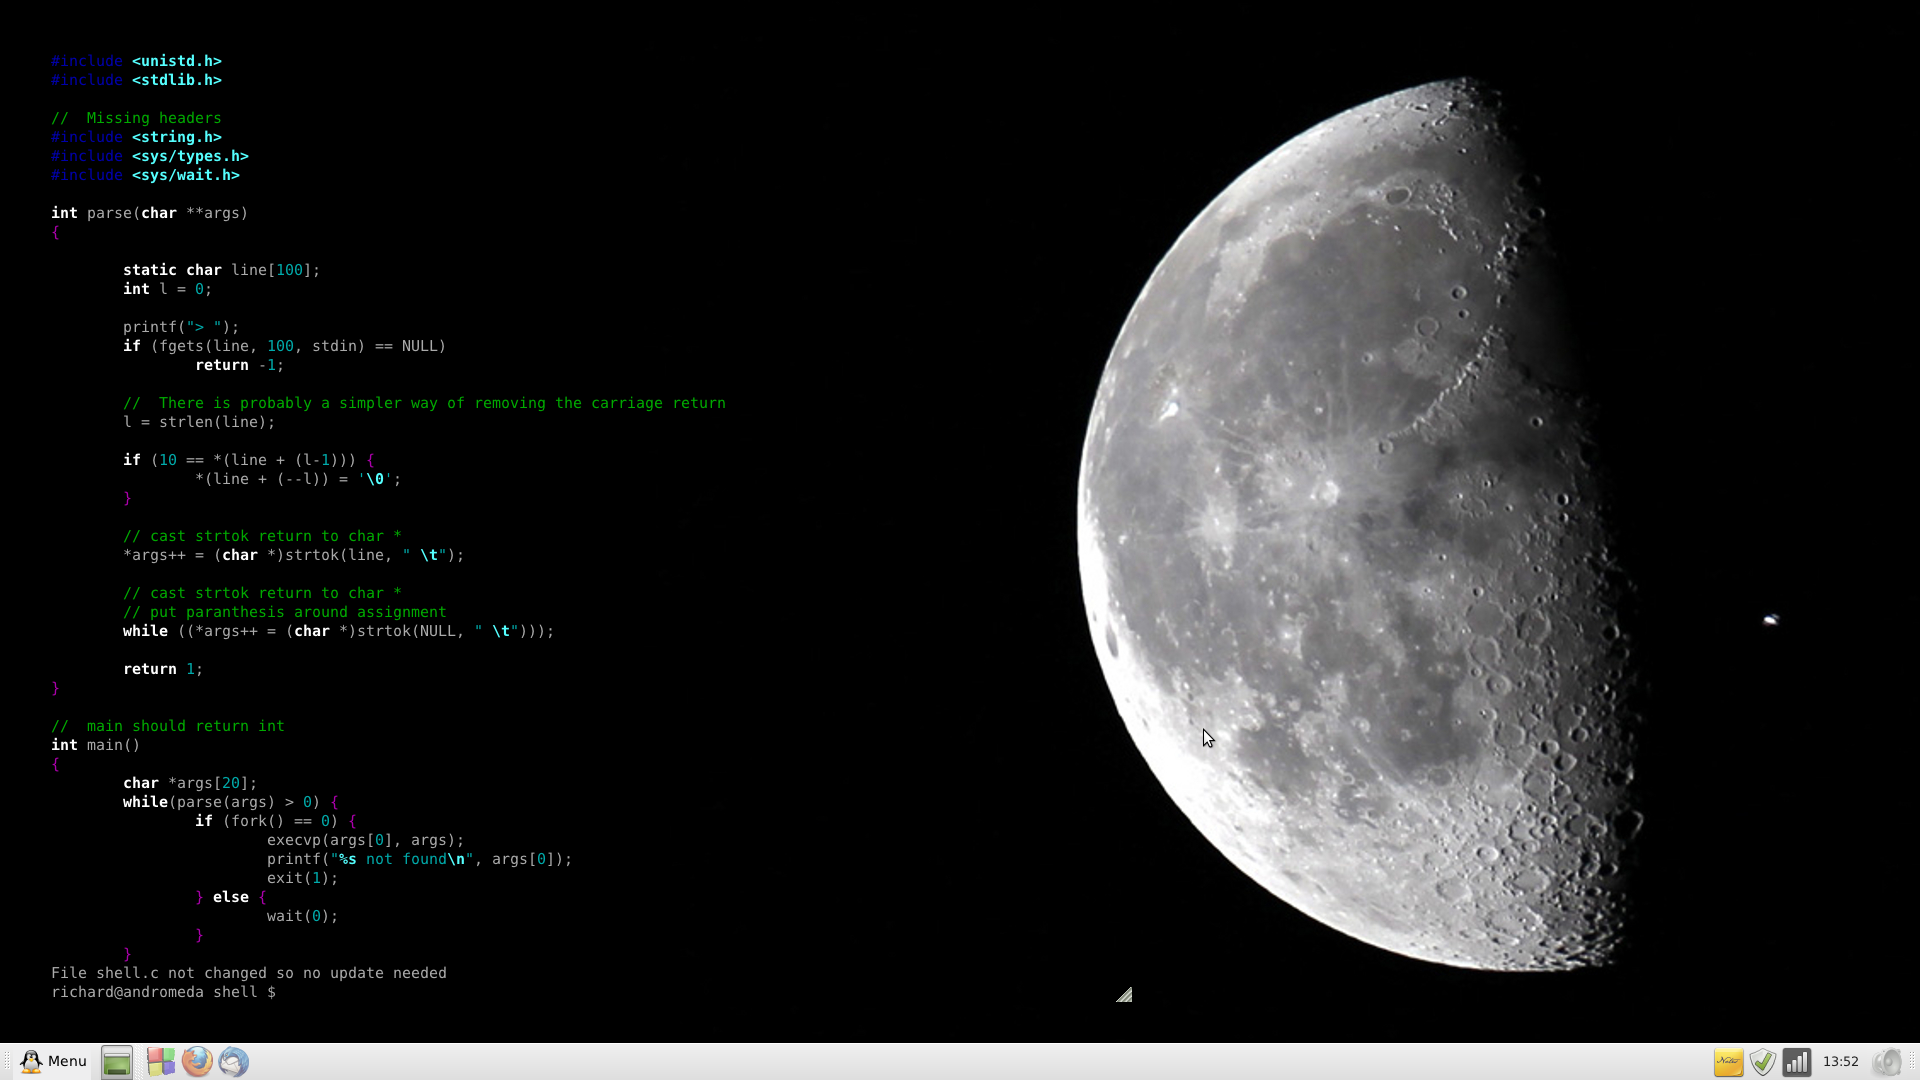 #include <unistd.h>
#include <stdlib.h>
//  Missing headers
#include <string.h>
#include <sys/types.h>
#include <sys/wait.h>
int parse(char **args)
{
static char line[100];
int l = 0;
printf("> ");
if (fgets(line, 100, stdin) == NULL)
return -1;
//  There is probably a simpler way of removing the carriage return
l = strlen(line);
if (10 == *(line + (l-1))) {
*(line + (--l)) = '\0';
}
// cast strtok return to char *
*args++ = (char *)strtok(line, " \t");
// cast strtok return to char *
// put paranthesis around assignment
while ((*args++ = (char *)strtok(NULL, " \t")));
return 1;
}
//  main should return int
int main()
{
char *args[20];
while(parse(args) > 0) {
if (fork() == 0) {
execvp(args[0], args);
printf("%s not found\n", args[0]);
exit(1);
} else {
wait(0);
}
}
File shell.c not changed so no update needed
richard@andromeda shell $
Menu
Notes
13:52